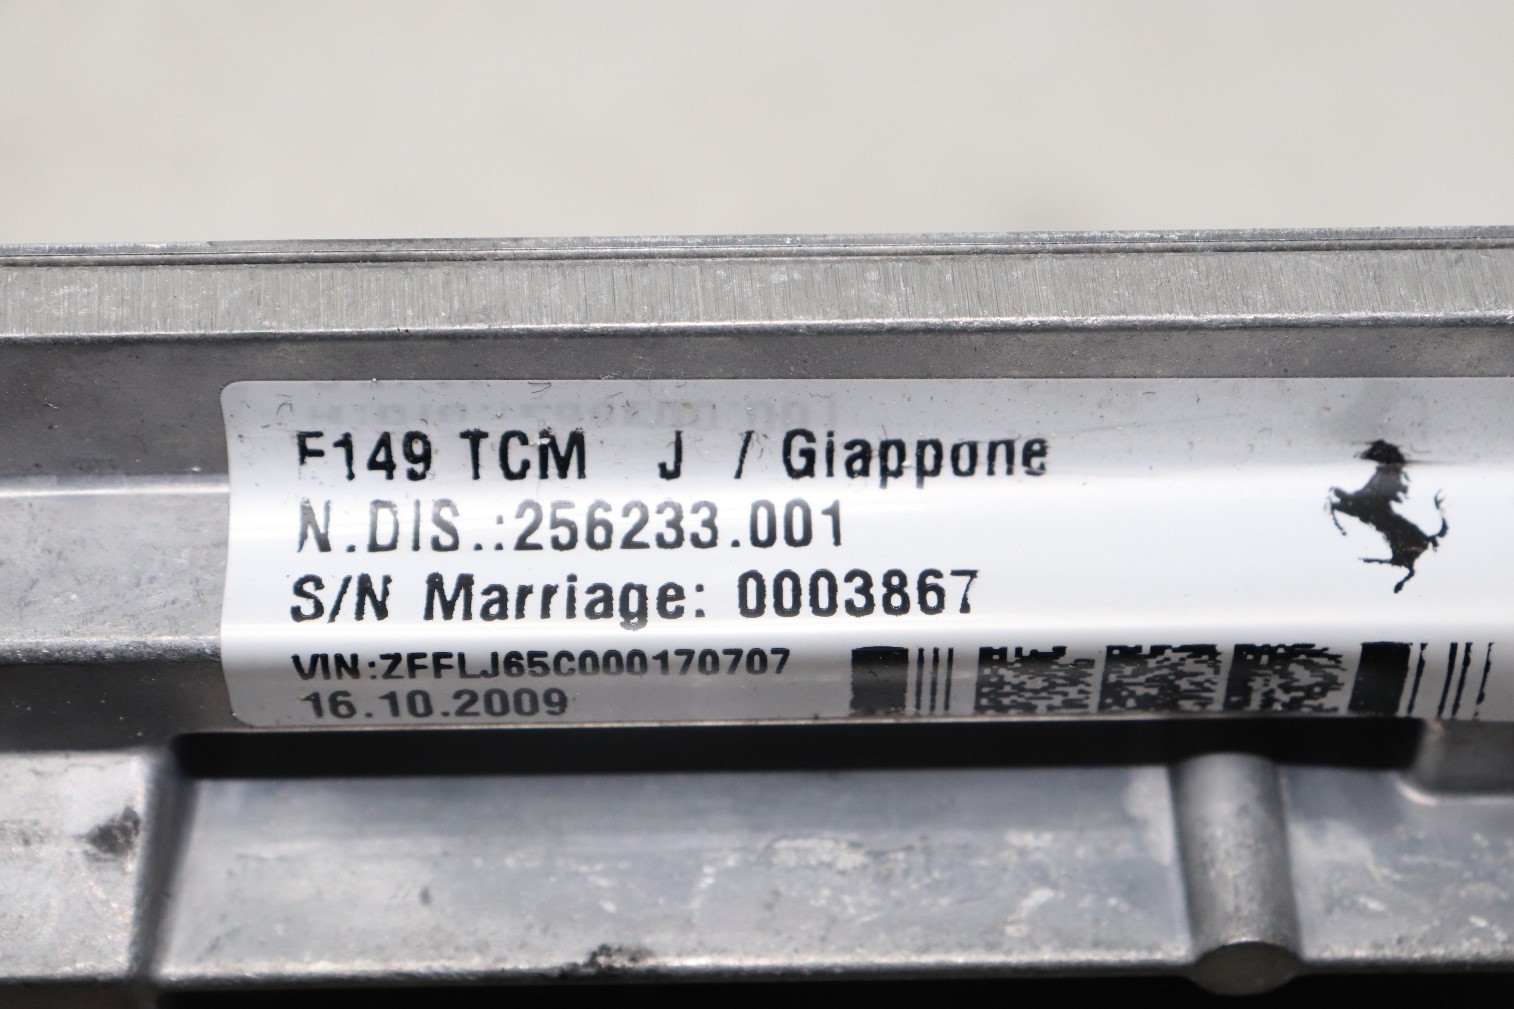 F149 TCM J / Giappone
N.DIS.:256233.001
S/N Marriage: 0003867
VIN:ZFFLJ65C000170707
16.10.2009